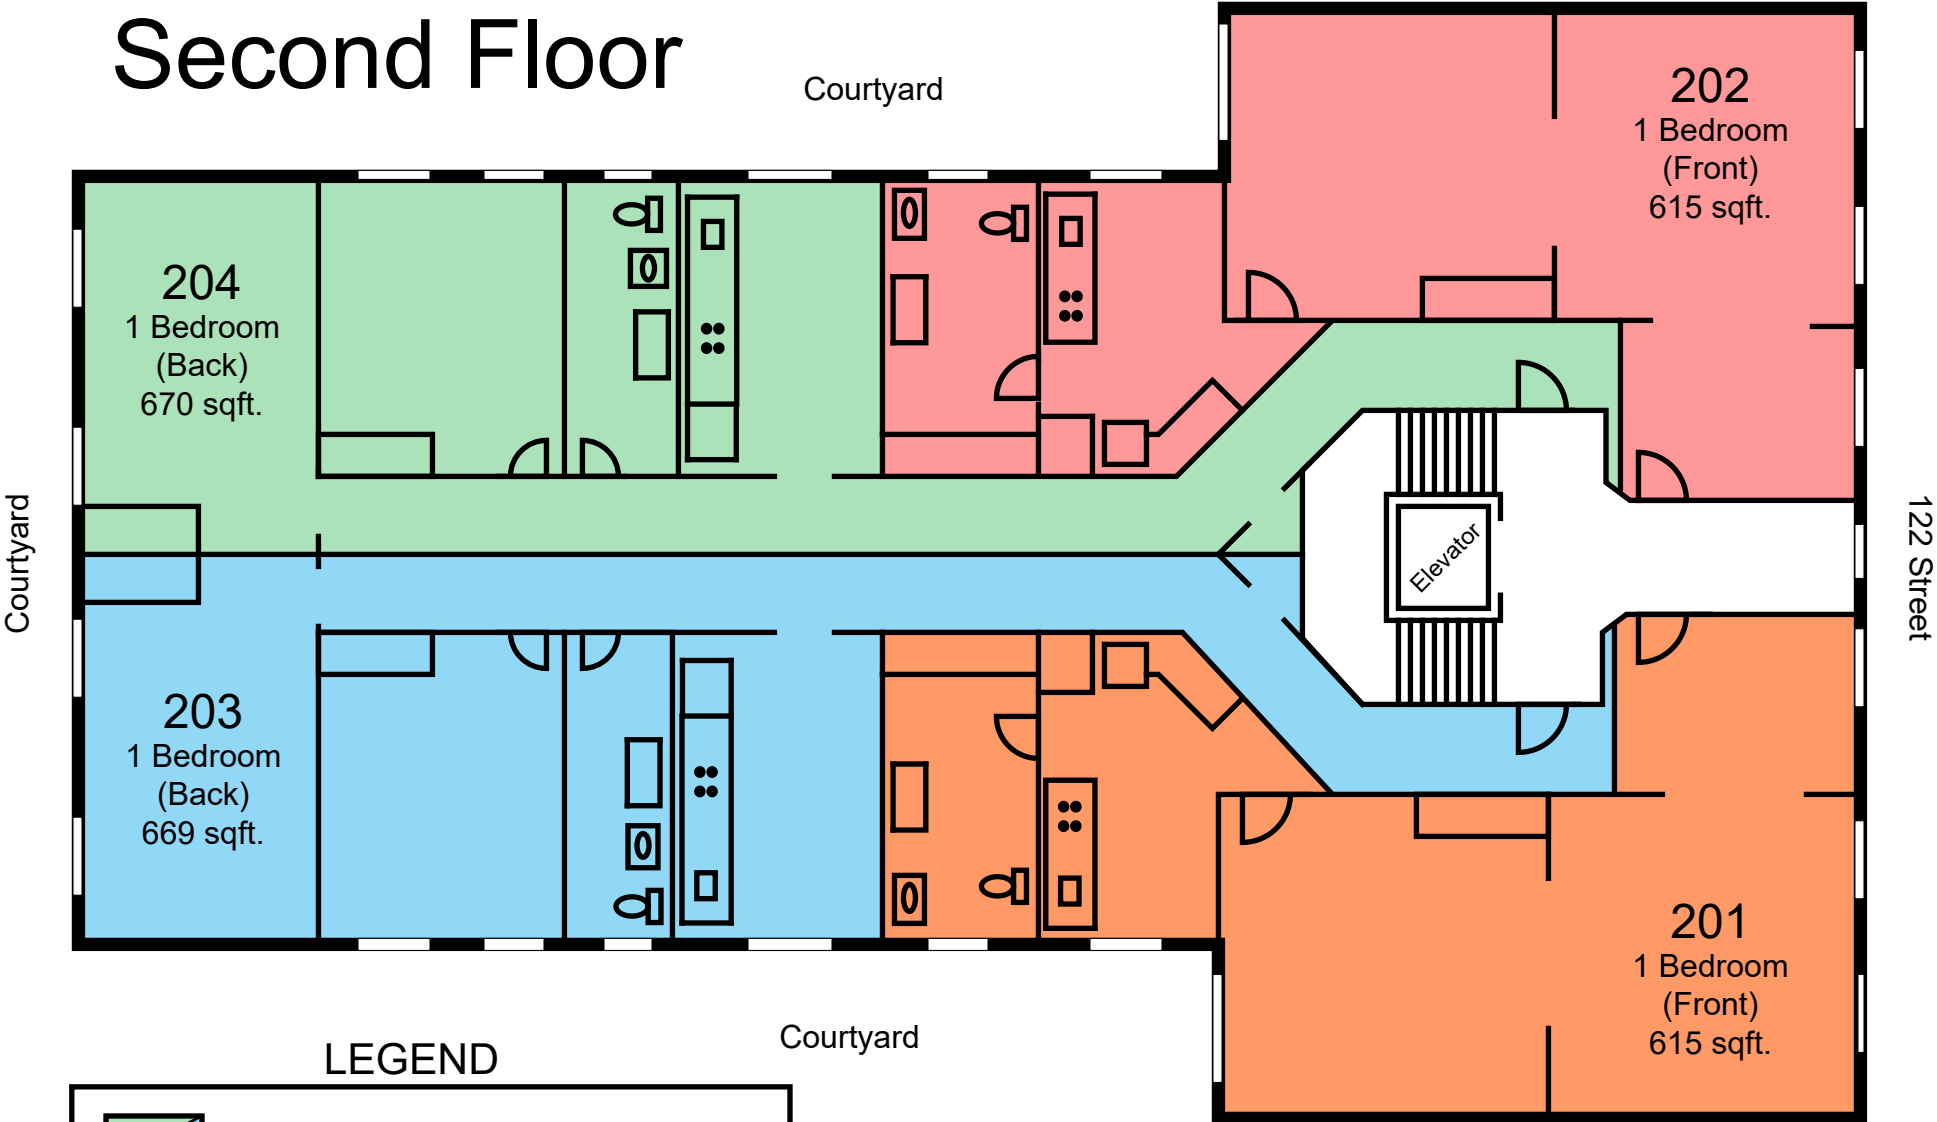 Second Floor
Courtyard
202
1 Bedroom
(Front)
615 sqft.
204
1 Bedroom
(Back)
670 sqft.
Courtyard
Elevator
122 Street
203
1 Bedroom
(Back)
669 sqft.
201
1 Bedroom
(Front)
615 sqft.
Courtyard
LEGEND